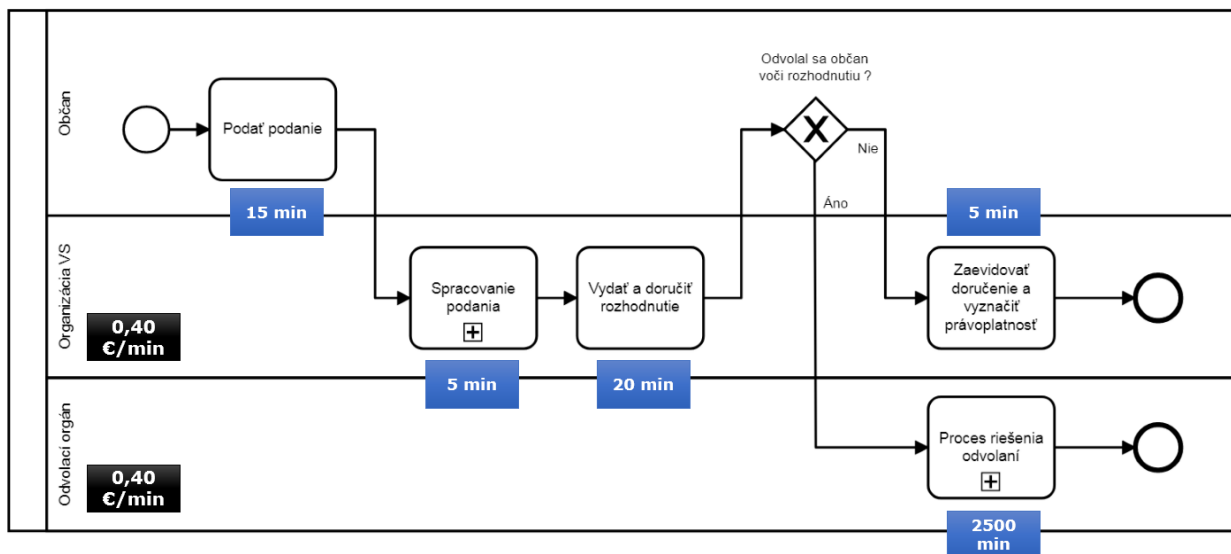 Odvolal sa občan
voči rozhodnutiu ?
Občan
Podať podanie
Nie
Áno
15 min
5 min
Organizácia VS
0,40
€/min
Spracovanie
podania
Vydať a doručiť
rozhodnutie
Zaevidovať
doručenie a
vyznačiť
právoplatnosť
5 min
20 min
Odvolací orgán
0,40
€/min
Proces riešenia
odvolaní
2500
min